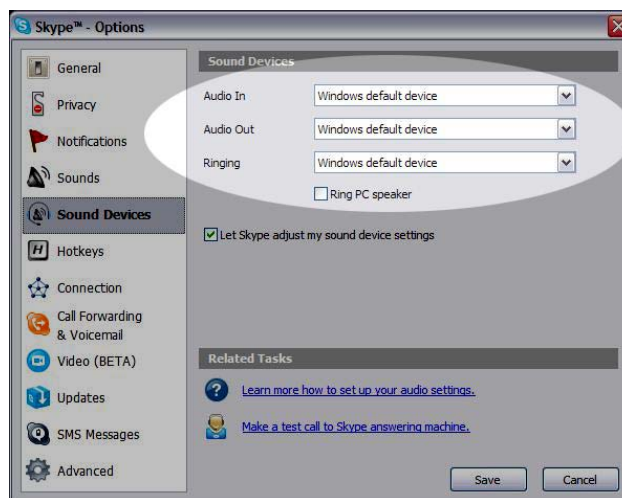 Skype™ - Options
General
Privacy
Notifications
Sounds
Sound Devices
Hotkeys
Connection
Call Forwarding
& Voicemail
Video (BETA)
Updates
SMS Messages
Advanced
Sound Devices
Audio In Windows default device
Audio Out Windows default device
Ringing Windows default device
Ring PC speaker
Let Skype adjust my sound device settings
Related Tasks
Learn more how to set up your audio settings.
Make a test call to Skype answering machine.
Save Cancel